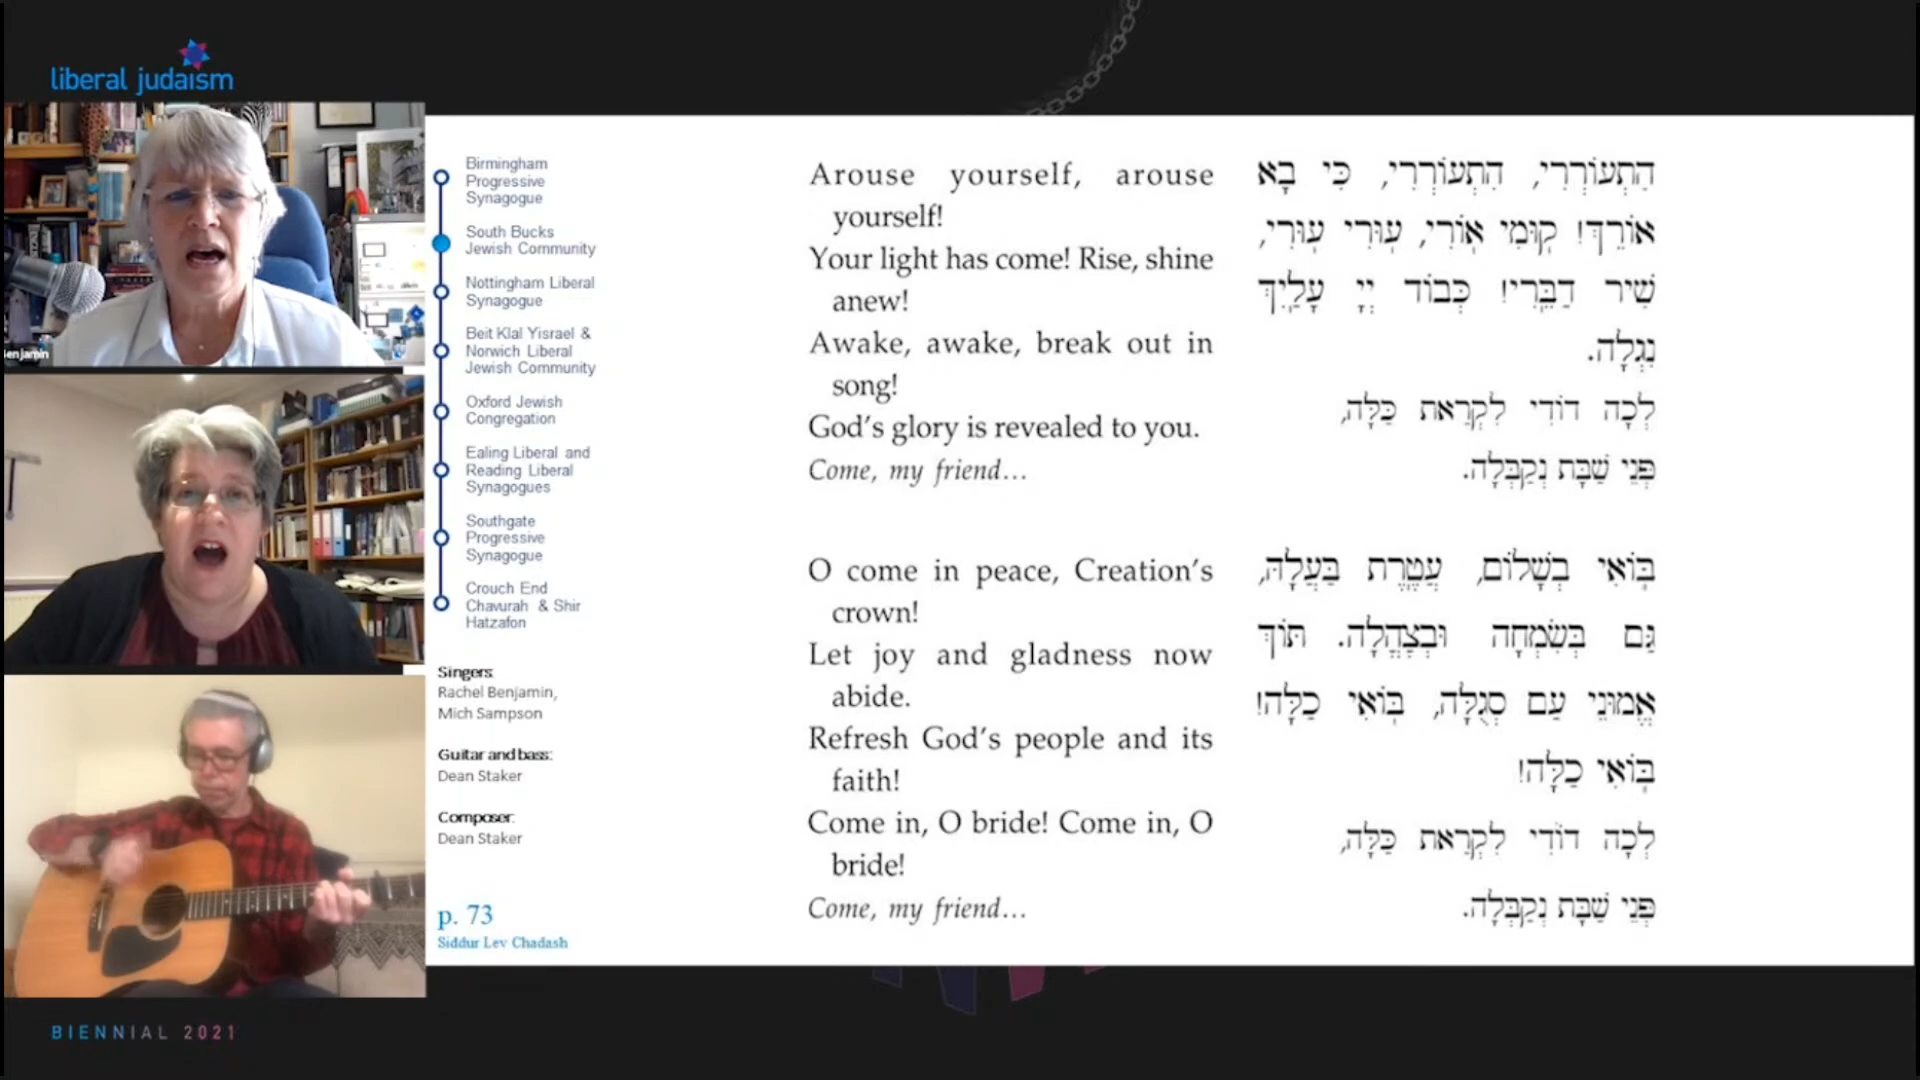 liberal judaism
Benjamin
Birmingham
Progressive
Synagogue
South Bucks
Jewish Community
Nottingham Liberal
Synagogue
Beit Klal Yisrael &
Norwich Liberal
Jewish Community
Oxford Jewish
Congregation
Ealing Liberal and
Reading Liberal
Synagogues
Southgate
Progressive
Synagogue
Crouch End
Chavurah & Shir
Hatzafon
Singers:
Rachel Benjamin,
Mich Sampson
Guitar and bass:
Dean Staker
Composer:
Dean Staker
p. 73
Siddur Lev Chadash
Arouse yourself, arouse
yourself!
Your light has come! Rise, shine
anew!
Awake, awake, break out in
song!
God's glory is revealed to you.
Come, my friend...
O come in peace, Creation's
crown!
Let joy and gladness now
abide.
Refresh God's people and its
faith!
Come in, O bride! Come in, O
bride!
Come, my friend...
הִתְעוֹרְרִי, הִתְעוֹרְרִי, כִּי בָא
אוֹרֵךְ! קֽוּמִי אֽוֹרִי, עֽוּרִי עֽוּרִי,
שִׁיר דַּבֵּֽרִי! כְּבוֹד יְיָ עָלַֽיִךְ
נִגְלָה.
לְכָה דוֹדִי לִקְרַאת כַּלָּה,
פְּנֵי שַׁבָּת נְקַבְּלָה.
בּֽוֹאִי בְשָׁלוֹם, עֲטֶֽרֶת בַּעֲלָהּ,
גַּם בְּשִׂמְחָה וּבְצָהֳלָה. תּוֹךְ
אֱמוּנֵי עַם סְגֻלָּה, בּֽוֹאִי כַלָּה!
בּֽוֹאִי כַלָּה!
לְכָה דוֹדִי לִקְרַאת כַּלָּה,
פְּנֵי שַׁבָּת נְקַבְּלָה.
BIENNIAL 2021